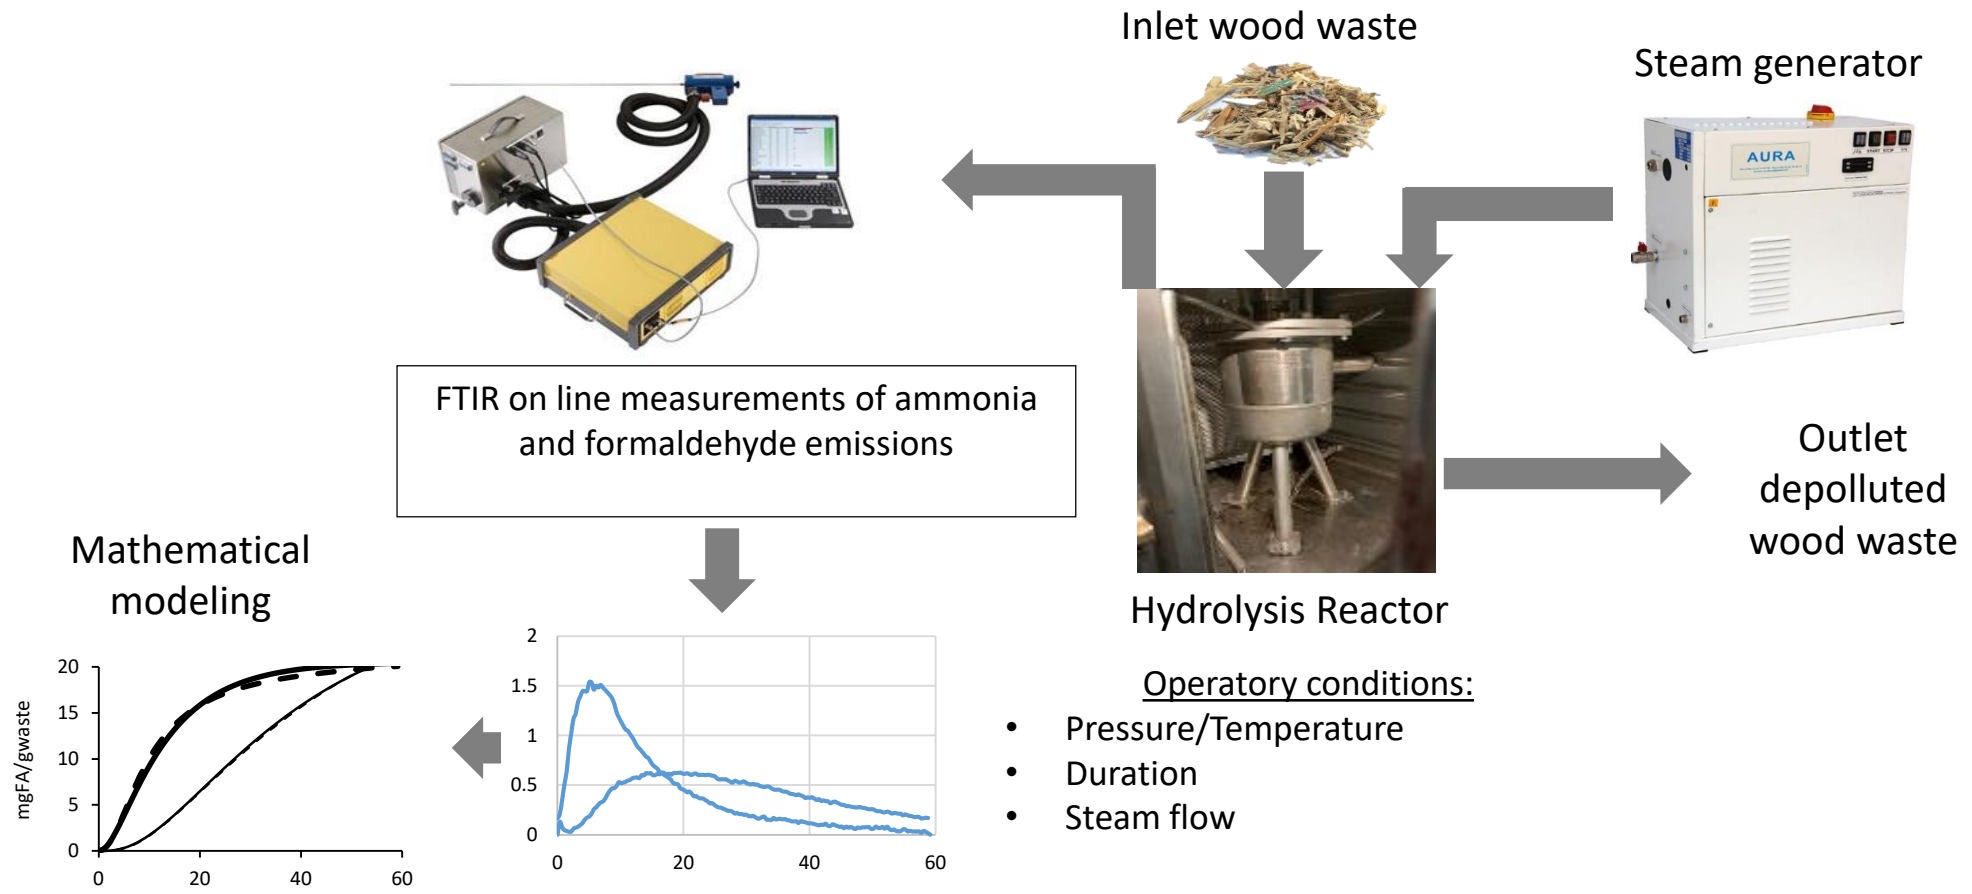 Inlet wood waste
Steam generator
AURA
FTIR on line measurements of ammonia
and formaldehyde emissions
Outlet
depolluted
wood waste
Hydrolysis Reactor
Operatory conditions:
• Pressure/Temperature
• Duration
• Steam flow
Mathematical
modeling
mgFA/gwaste
20
15
10
5
0
0 20 40 60
2
1.5
1
0.5
0
0 20 40 60